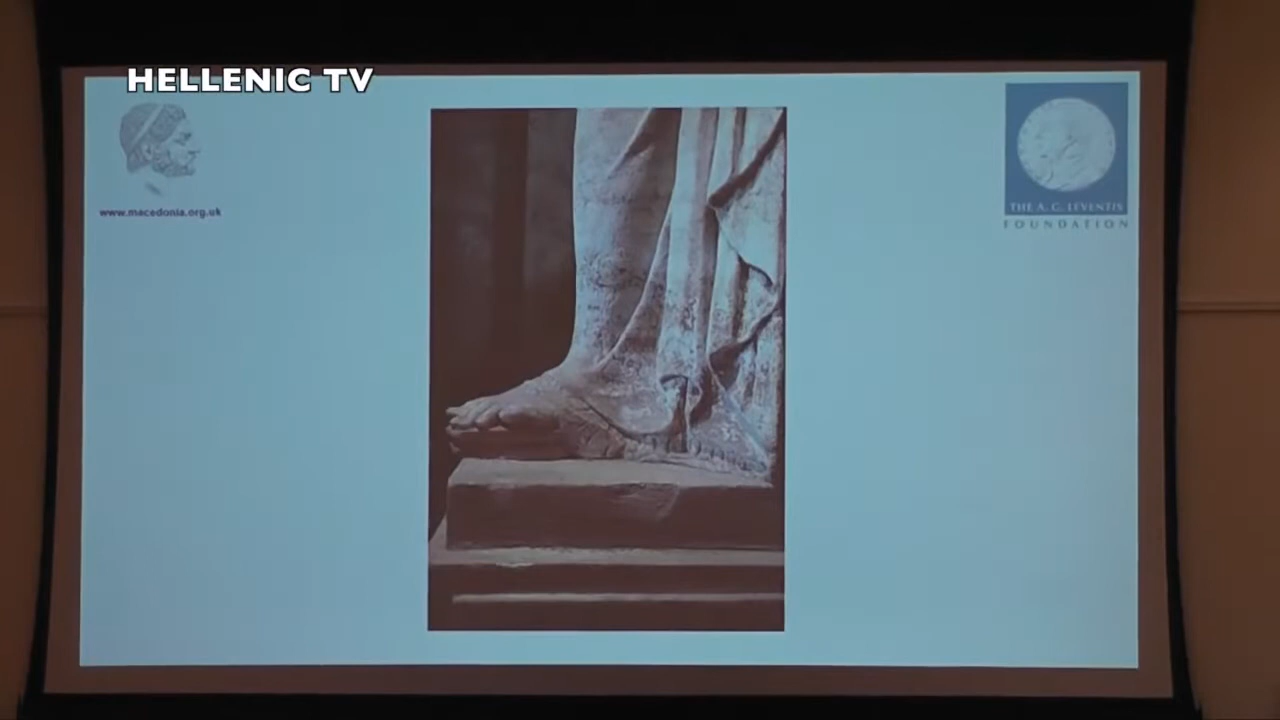 HELLENIC TV
www.macedonia.org.uk
THE A. G. LEVENTIS
FOUNDATION